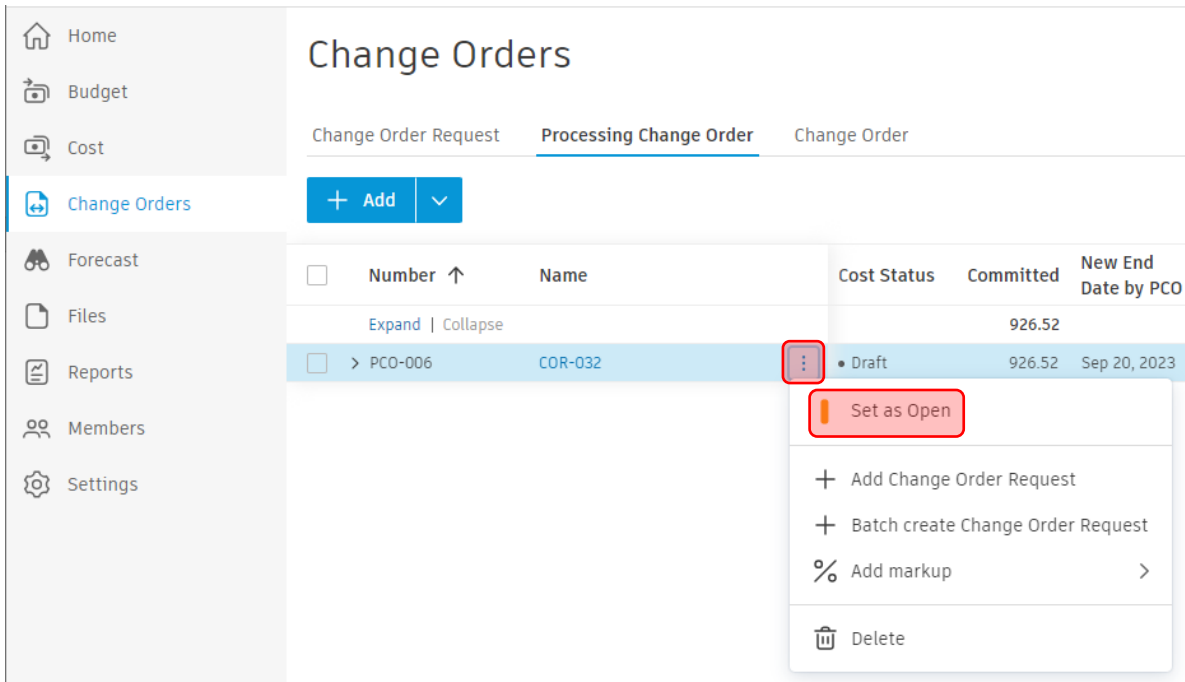 Home
Budget
Cost
Change Orders
Forecast
Files
Reports
Members
Settings
Change Orders
Change Order Request Processing Change Order Change Order
Add
Number Name Cost Status Committed New End
Date by PCO
Expand | Collapse 926.52
PCO-006 COR-032 Draft 926.52 Sep 20, 2023
Set as Open
Add Change Order Request
Batch create Change Order Request
Add markup
Delete